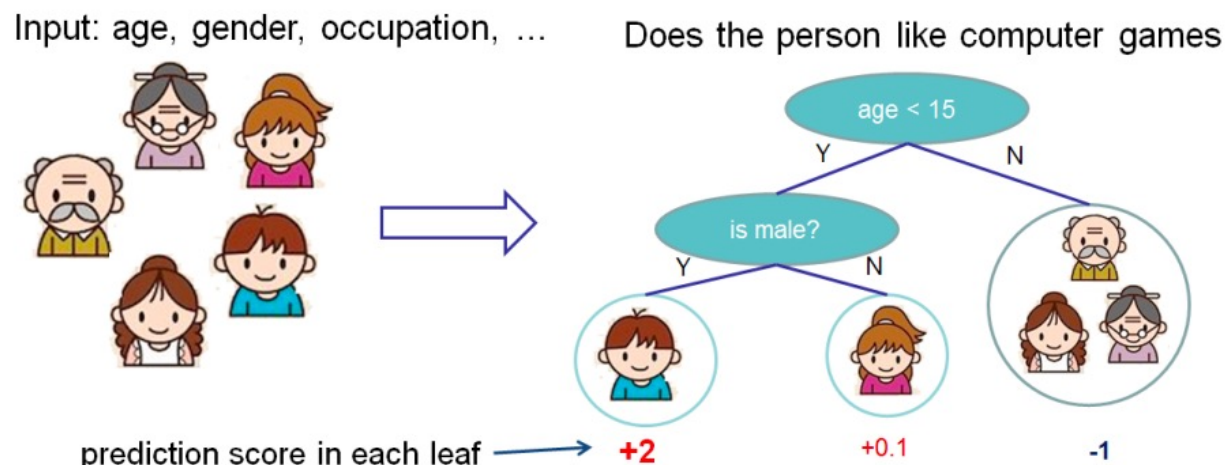 Input: age, gender, occupation, ...
Does the person like computer games
age < 15
Y
N
is male?
Y
N
prediction score in each leaf
+2
+0.1
-1